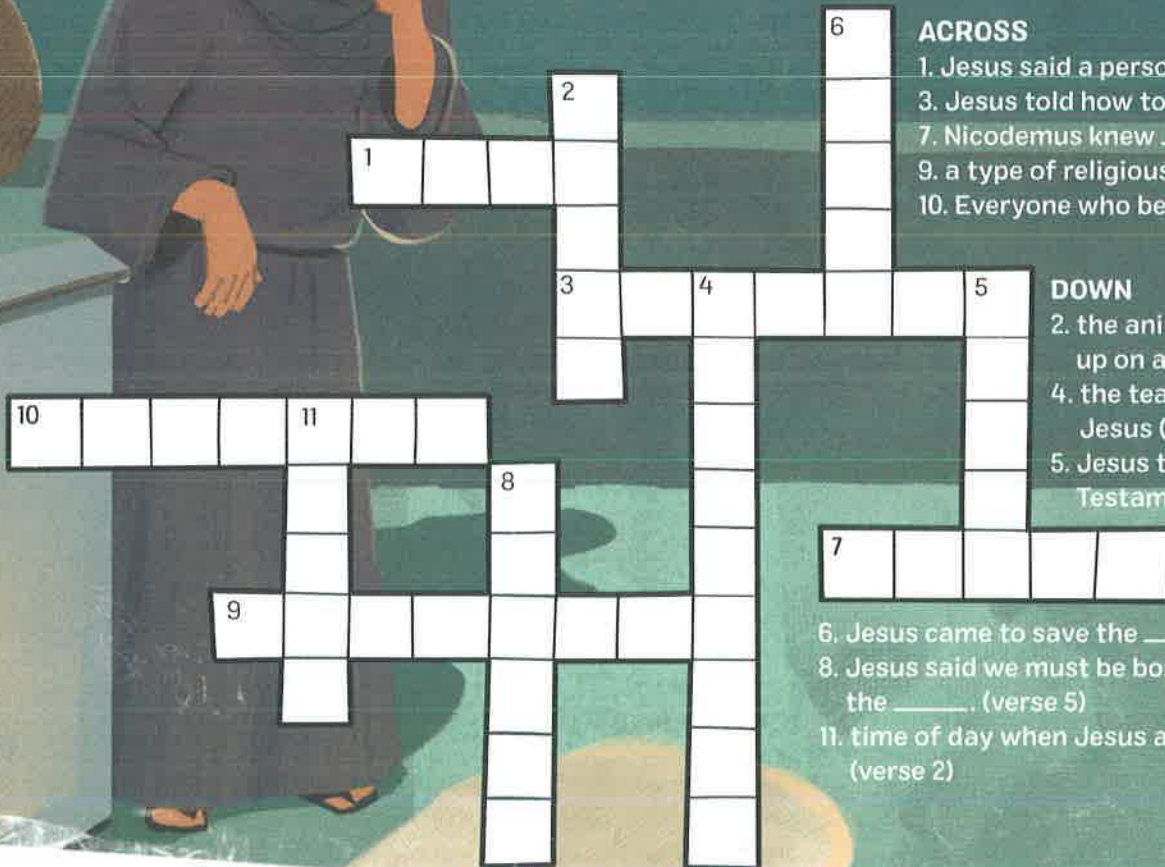 6
2
1
3
4
5
10
11
8
7
9
ACROSS
1. Jesus said a perso
3. Jesus told how to
7. Nicodemus knew
9. a type of religious
10. Everyone who be
DOWN
2. the ani
up on a
4. the tea
Jesus (
5. Jesus t
Testam
6. Jesus came to save the __
8. Jesus said we must be bo
the _____. (verse 5)
11. time of day when Jesus a
(verse 2)